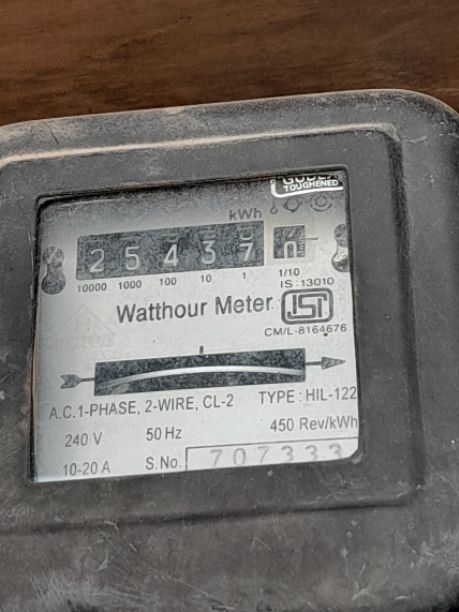 TOUGHENED
kWh
2 5 4 3 7 0
10000 1000 100 10 1 1/10
IS:13010
Watthour Meter
ISI
CM/L-8164676
A.C.1-PHASE, 2-WIRE, CL-2 TYPE : HIL-122
240 V 50 Hz 450 Rev/kWh
10-20 A S.No. 707333